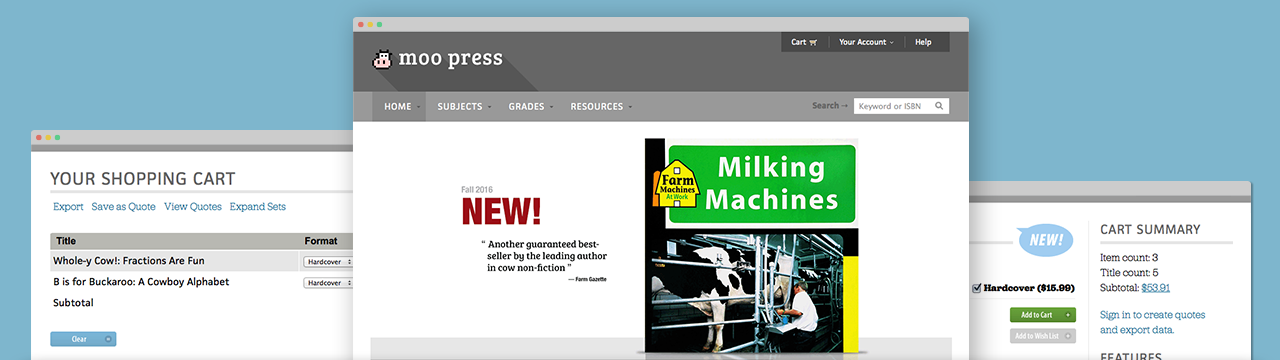 moo press
Cart
Your Account
Help
HOME
SUBJECTS
GRADES
RESOURCES
Search →
Keyword or ISBN
Fall 2016
NEW!
“ Another guaranteed best-
seller by the leading author
in cow non-fiction ”
— Farm Gazette
Milking
Machines
Farm
Machines
At Work
YOUR SHOPPING CART
Export Save as Quote View Quotes Expand Sets
Title Format
Whole-y Cow!: Fractions Are Fun Hardcover
B is for Buckaroo: A Cowboy Alphabet Hardcover
Subtotal
Clear
NEW!
Hardcover ($15.99)
Add to Cart
Add to Wish List
CART SUMMARY
Item count: 3
Title count: 5
Subtotal: $53.91
Sign in to create quotes
and export data.
FEATURES